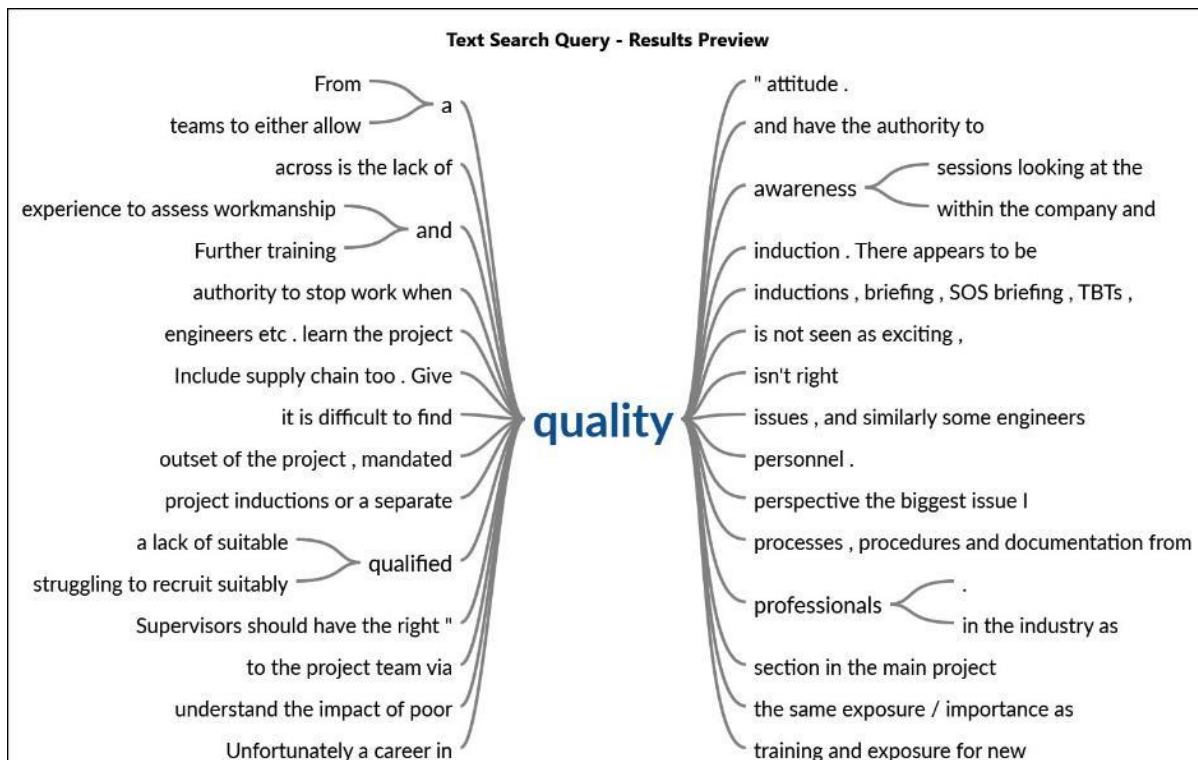 Text Search Query - Results Preview
From
teams to either allow
a
across is the lack of
experience to assess workmanship
Further training
and
authority to stop work when
engineers etc . learn the project
Include supply chain too . Give
it is difficult to find
outset of the project , mandated
project inductions or a separate
a lack of suitable
struggling to recruit suitably
qualified
Supervisors should have the right "
to the project team via
understand the impact of poor
Unfortunately a career in
quality
" attitude .
and have the authority to
awareness
sessions looking at the
within the company and
induction . There appears to be
inductions , briefing , SOS briefing , TBTs ,
is not seen as exciting ,
isn't right
issues , and similarly some engineers
personnel .
perspective the biggest issue I
processes , procedures and documentation from
professionals
.
in the industry as
section in the main project
the same exposure / importance as
training and exposure for new